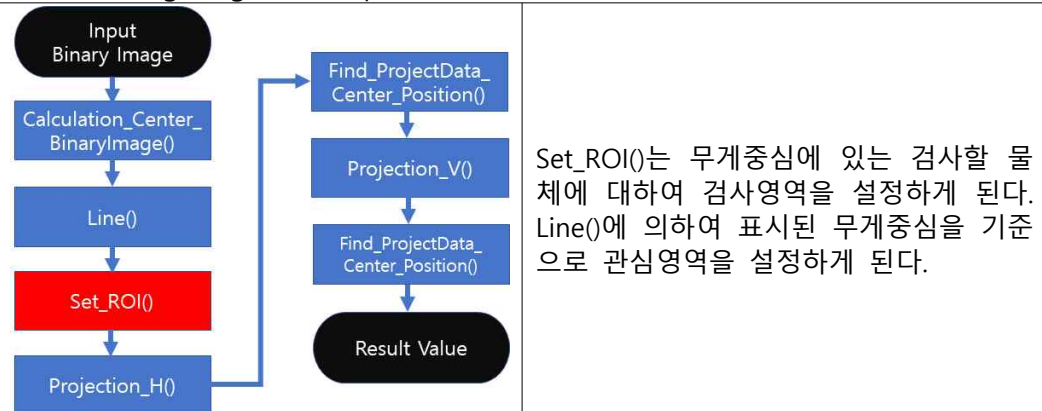 Input
Binary Image
Calculation_Center_
BinaryImage()
Line()
Set_ROI()
Projection_H()
Find_ProjectData_
Center_Position()
Projection_V()
Find_ProjectData_
Center_Position()
Result Value
Set_ROI()는 무게중심에 있는 검사할 물
체에 대하여 검사영역을 설정하게 된다.
Line()에 의하여 표시된 무게중심을 기준
으로 관심영역을 설정하게 된다.